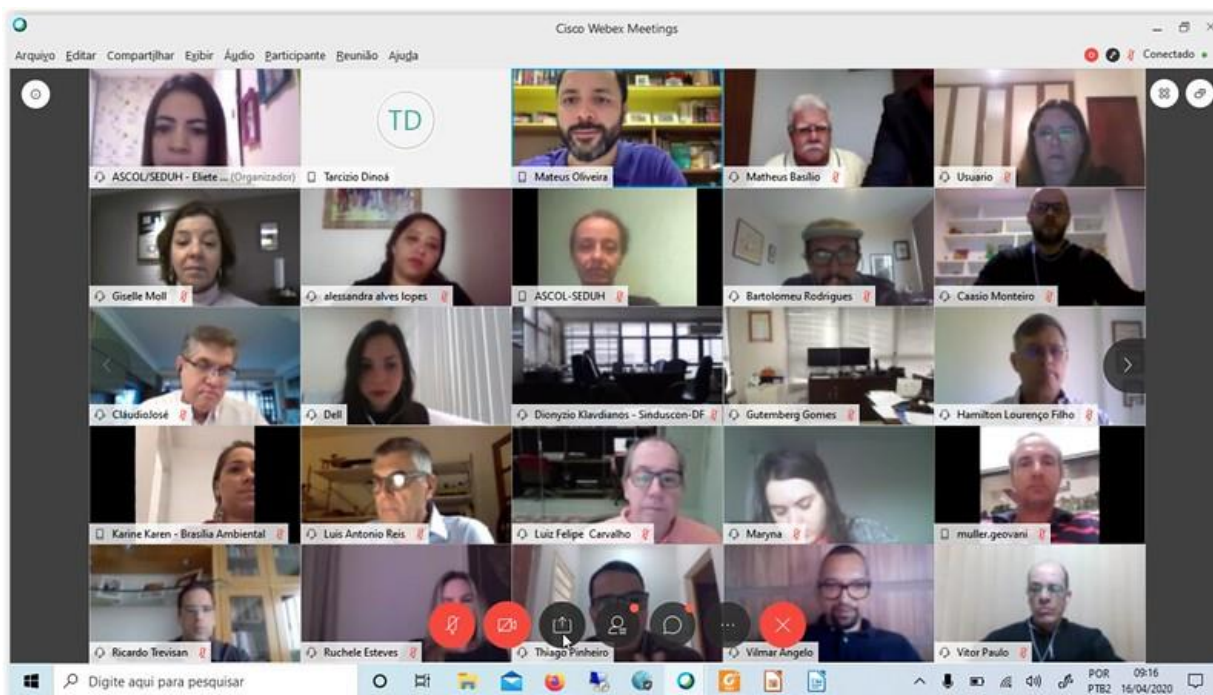 Cisco Webex Meetings
Arquivo Editar Compartilhar Exibir Áudio Participante Reunião Ajuda
Conectado
TD
ASCOL/SEDUH - Eliete ... (Organizador)
Tarcizio Dinoá
Mateus Oliveira
Matheus Basílio
Usuario
Giselle Moll
alessandra alves lopes
ASCOL-SEDUH
Bartolomeu Rodrigues
Caasio Monteiro
CláudioJosé
Dell
Dionyzio Klavdianos - Sinduscon-DF
Gutemberg Gomes
Hamilton Lourenço Filho
Karine Karen - Brasília Ambiental
Luis Antonio Reis
Luiz Felipe Carvalho
Maryna
muller.geovani
Ricardo Trevisan
Ruchele Esteves
Thiago Pinheiro
Vilmar Angelo
Vitor Paulo
Digite aqui para pesquisar
POR
PTB2
09:16
16/04/2020